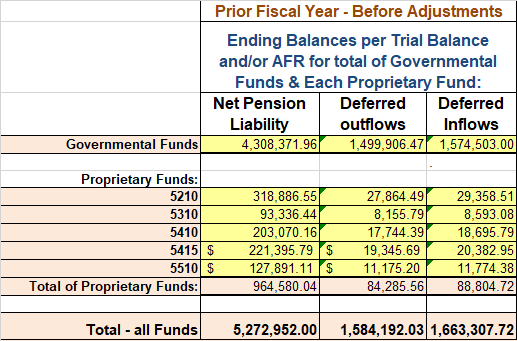 Prior Fiscal Year - Before Adjustments
Ending Balances per Trial Balance
and/or AFR for total of Governmental
Funds & Each Proprietary Fund:
Net Pension Deferred Deferred
Liability outflows Inflows
Governmental Funds 4,308,371.96 1,499,906.47 1,574,503.00
Proprietary Funds:
5210 318,886.55 27,864.49 29,358.51
5310 93,336.44 8,155.79 8,593.08
5410 203,070.16 17,744.39 18,695.79
5415 $ 221,395.79 $ 19,345.69 20,382.95
5510 $ 127,891.11 $ 11,175.20 11,774.38
Total of Proprietary Funds: 964,580.04 84,285.56 88,804.72
Total - all Funds 5,272,952.00 1,584,192.03 1,663,307.72